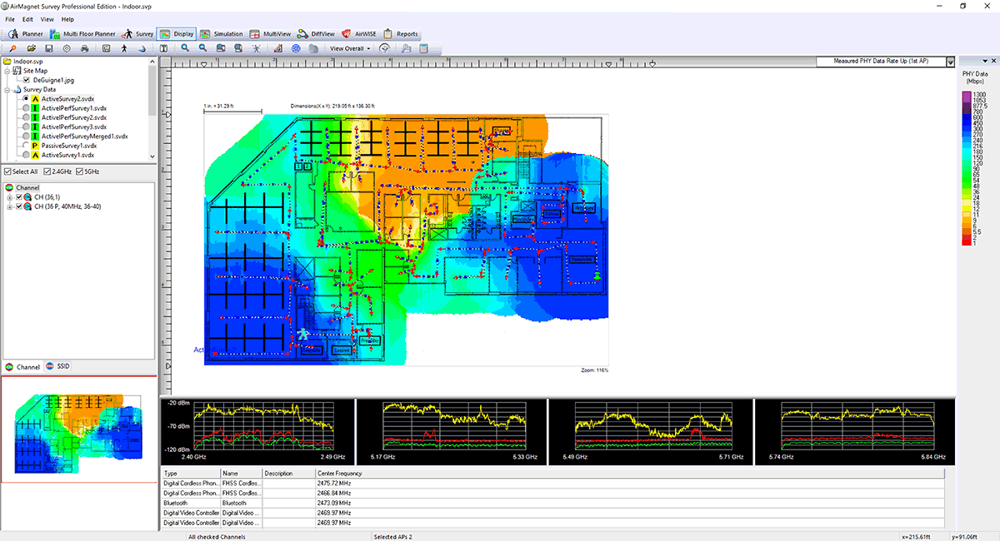 AirMagnet Survey Professional Edition - Indoor.svp
File Edit View Help
Planner Multi Floor Planner Survey Display Simulation MultiView DiffView AirWISE Reports
View Overall
Indoor.svp
Site Map
DeGuigne1.jpg
Survey Data
ActiveSurvey2.svdx
ActiveIPerfSurvey1.svdx
ActiveIPerfSurvey2.svdx
ActiveIPerfSurvey3.svdx
ActiveIPerfSurveyMerged1.svdx
PassiveSurvey1.svdx
ActiveSurvey1.svdx
Select All 2.4GHz 5GHz
Channel
CH (36,1)
CH (36 P, 40MHz, 36-40)
Channel SSID
Measured PHY Data Rate Up (1st AP)
1 in. = 31.29 ft
Dimensions(X x Y): 219.05 ft x 136.30 ft
Presidio
Zoom: 116%
PHY Data
(Mbps)
1300
1053
877.5
780
600
450
300
270
240
216
180
150
120
90
65
54
48
36
24
18
12
11
9
6
5.5
2
1
-20 dBm
-70 dBm
-120 dBm
2.40 GHz 2.49 GHz
5.17 GHz 5.33 GHz
5.49 GHz 5.71 GHz
5.74 GHz 5.84 GHz
Type Name Description Center Frequency
Digital Cordless Phon... FHSS Cordles... 2475.72 MHz
Digital Cordless Phon... FHSS Cordles... 2466.84 MHz
Bluetooth Bluetooth 2473.09 MHz
Digital Video Controller Digital Video ... 2469.97 MHz
Digital Video Controller Digital Video ... 2469.97 MHz
All checked Channels Selected APs 2 x=215.61ft y=91.06ft